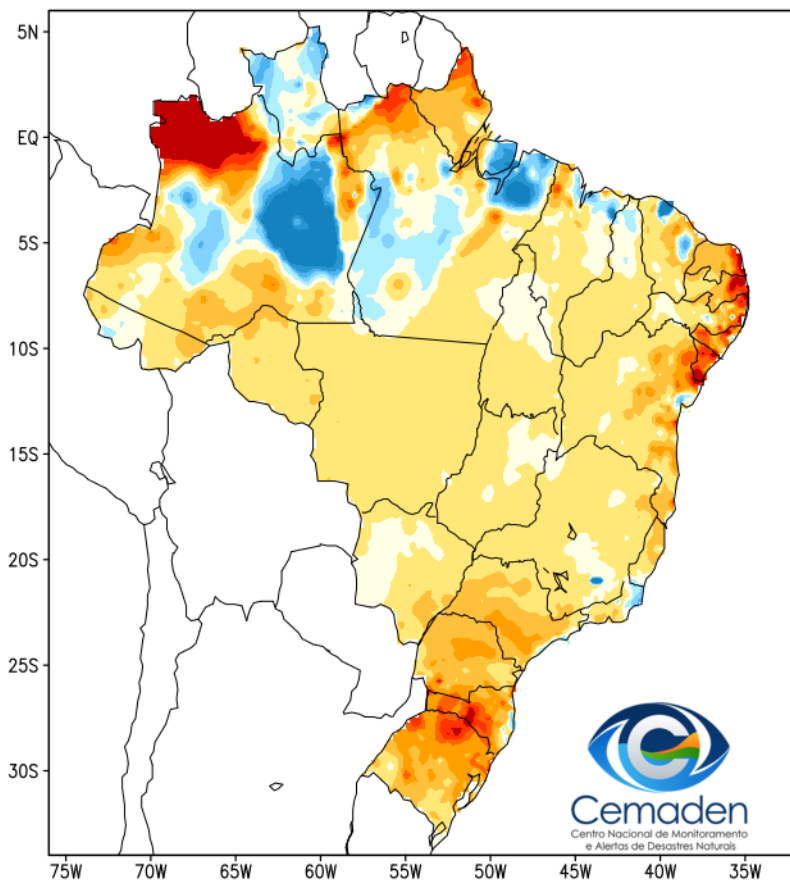 5N
EQ
5S
10S
15S
20S
25S
30S
Cemaden
Centro Nacional de Monitoramento
e Alertas de Desastres Naturais
75W 70W 65W 60W 55W 50W 45W 40W 35W